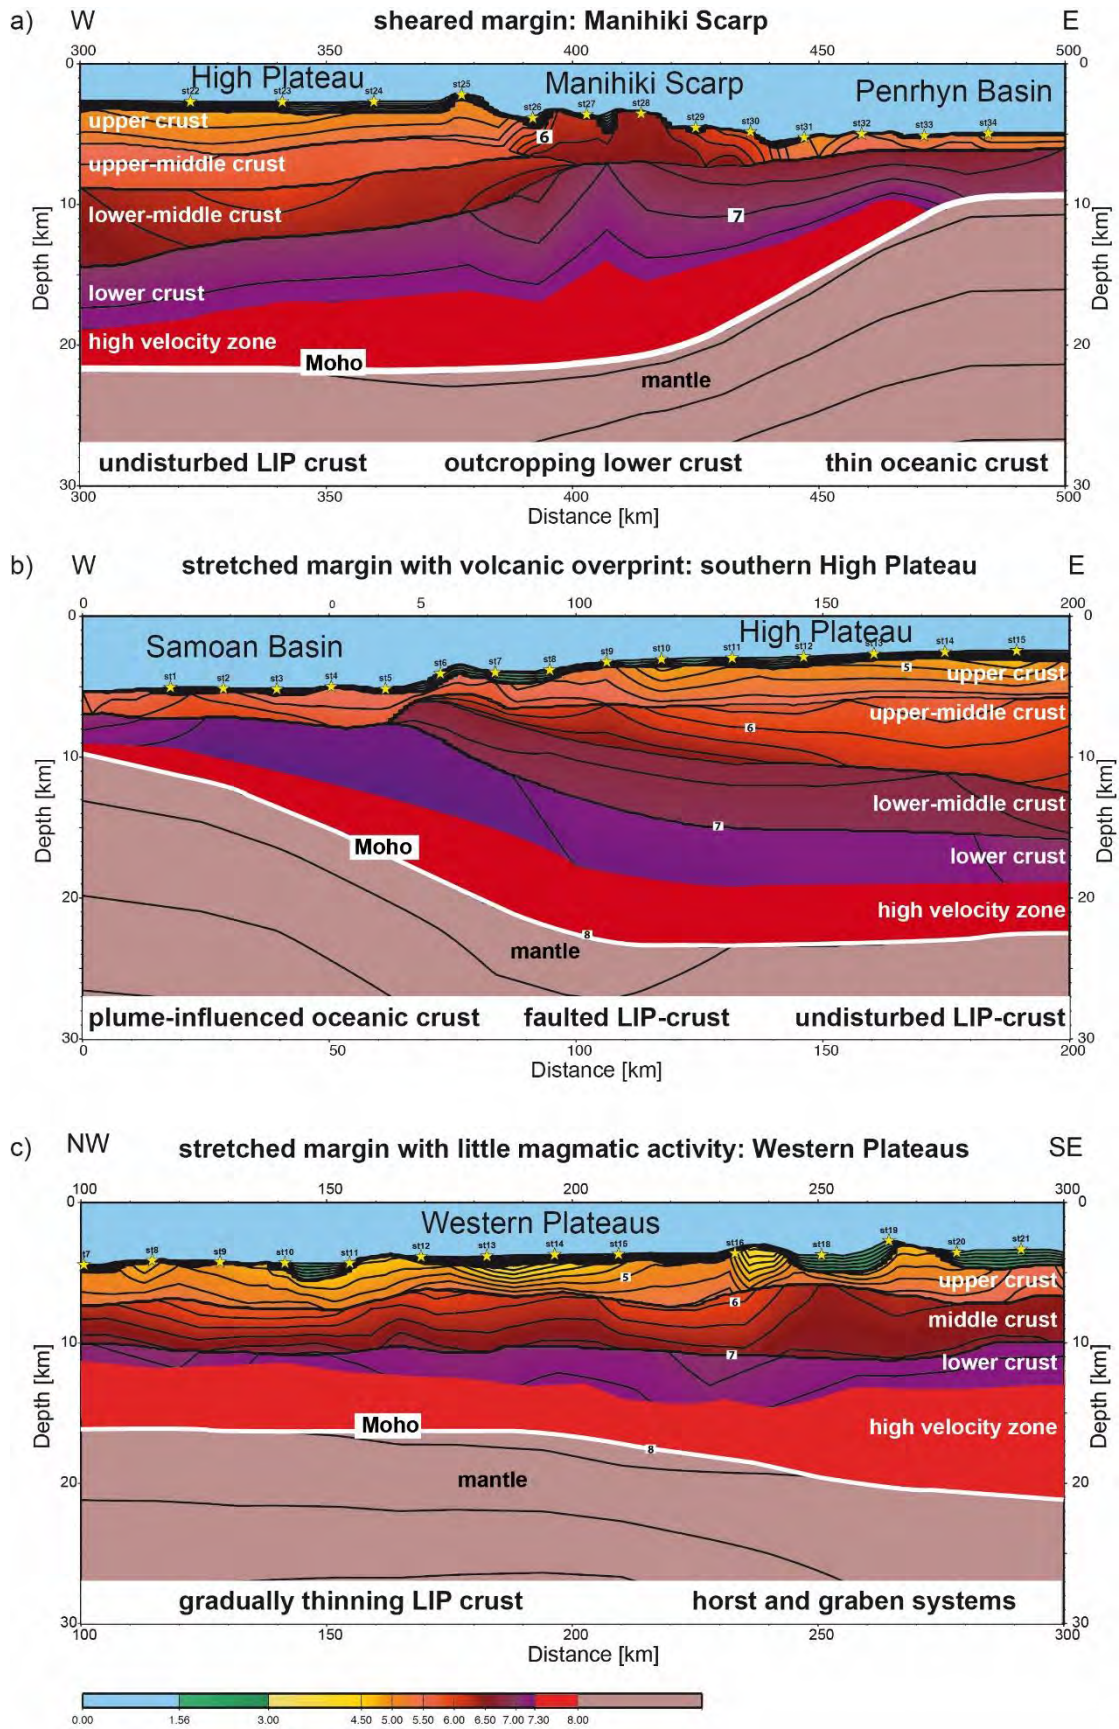 a) W sheared margin: Manihiki Scarp E
300 350 400 450 500
High Plateau Manihiki Scarp Penrhyn Basin
st22 st23 st24 st25 st26 st27 st28 st29 st30 st31 st32 st33 st34
0 0
upper crust 6
upper-middle crust
10 lower-middle crust 7 10
Depth [km] Depth [km]
lower crust
high velocity zone
20 20
Moho
mantle
undisturbed LIP crust outcropping lower crust thin oceanic crust
30 30
300 350 400 450 500
Distance [km]
b) W stretched margin with volcanic overprint: southern High Plateau E
0 0 5 100 150 200
0 0
Samoan Basin High Plateau
st1 st2 st3 st4 st5 st6 st7 st8 st9 st10 st11 st12 st13 st14 st15
5 upper crust
upper-middle crust
6
10 10
lower-middle crust
Depth [km] Depth [km]
7
Moho lower crust
20 20
high velocity zone
8
mantle
plume-influenced oceanic crust faulted LIP-crust undisturbed LIP-crust
30 30
0 50 100 150 200
Distance [km]
c) NW stretched margin with little magmatic activity: Western Plateaus SE
100 150 200 250 300
0 0
Western Plateaus
st7 st8 st9 st10 st11 st12 st13 st14 st15 st16 st18 st19 st20 st21
5 upper crust
6
middle crust
10 7 10
lower crust
Depth [km] Depth [km]
Moho high velocity zone
8
mantle
20 20
gradually thinning LIP crust horst and graben systems
30 30
100 150 200 250 300
Distance [km]
0.00 1.56 3.00 4.50 5.00 5.50 6.00 6.50 7.00 7.30 8.00